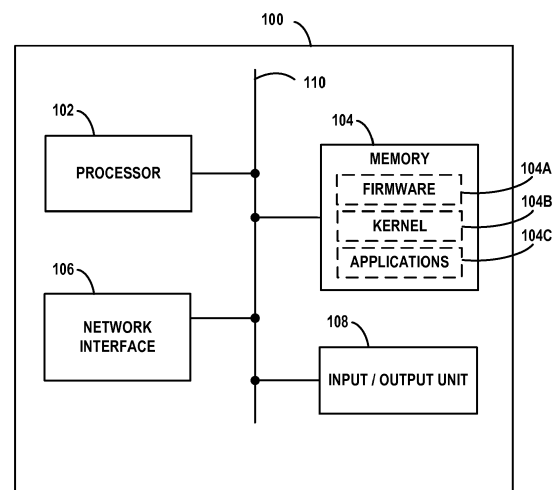 100
110
102
PROCESSOR
104
MEMORY
FIRMWARE
104A
KERNEL
104B
APPLICATIONS
104C
106
NETWORK
INTERFACE
108
INPUT / OUTPUT UNIT